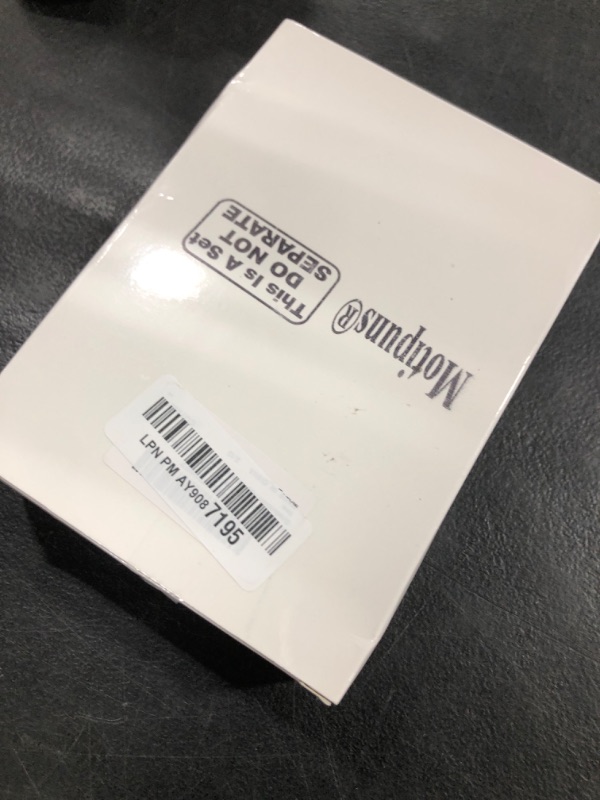 Motipuns®
This Is A Set
DO NOT
SEPARATE
LPN PM AY908 7195